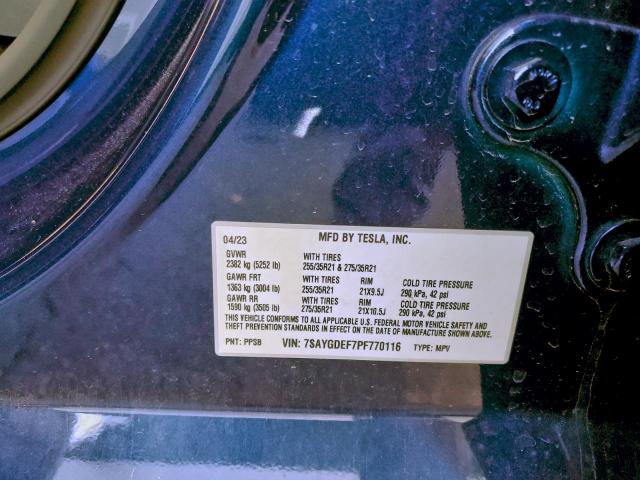 04/23 MFD BY TESLA, INC.
GVWR WITH TIRES
2382 kg (5252 lb) 255/35R21 & 275/35R21
GAWR FRT WITH TIRES RIM COLD TIRE PRESSURE
1363 kg (3004 lb) 255/35R21 21X9.5J 290 kPa, 42 psi
GAWR RR WITH TIRES RIM COLD TIRE PRESSURE
1590 kg (3505 lb) 275/35R21 21X10.5J 290 kPa, 42 psi
THIS VEHICLE CONFORMS TO ALL APPLICABLE U.S. FEDERAL MOTOR VEHICLE SAFETY AND
THEFT PREVENTION STANDARDS IN EFFECT ON THE DATE OF MANUFACTURE SHOWN ABOVE.
PNT: PPSB VIN: 7SAYGDEF7PF770116 TYPE: MPV